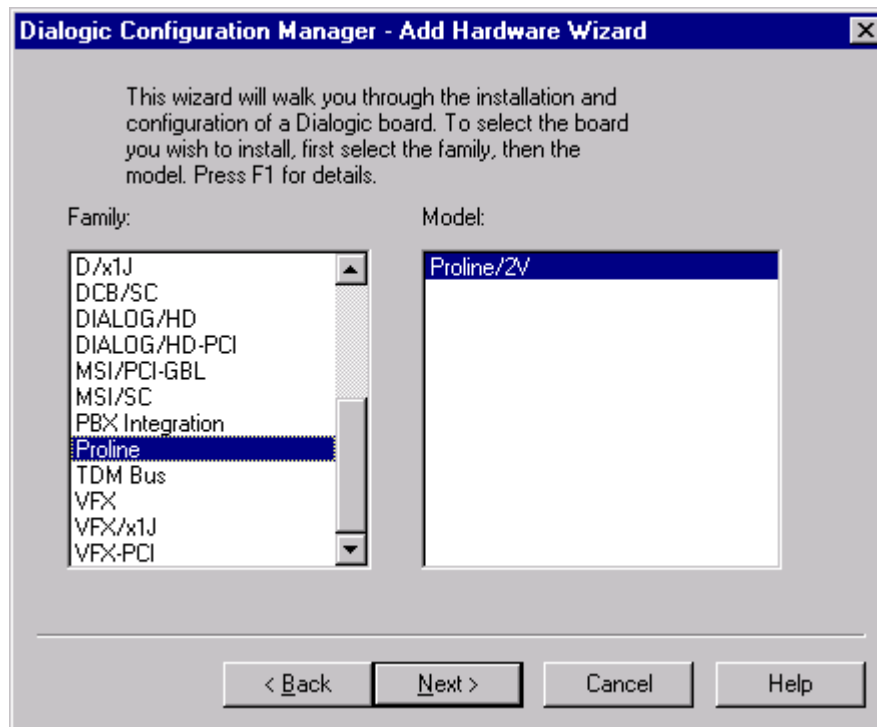 Dialogic Configuration Manager - Add Hardware Wizard
This wizard will walk you through the installation and
configuration of a Dialogic board. To select the board
you wish to install, first select the family, then the
model. Press F1 for details.
Family:
Model:
D/x1J
DCB/SC
DIALOG/HD
DIALOG/HD-PCI
MSI/PCI-GBL
MSI/SC
PBX Integration
Proline
TDM Bus
VFX
VFX/x1J
VFX-PCI
Proline/2V
< Back
Next >
Cancel
Help